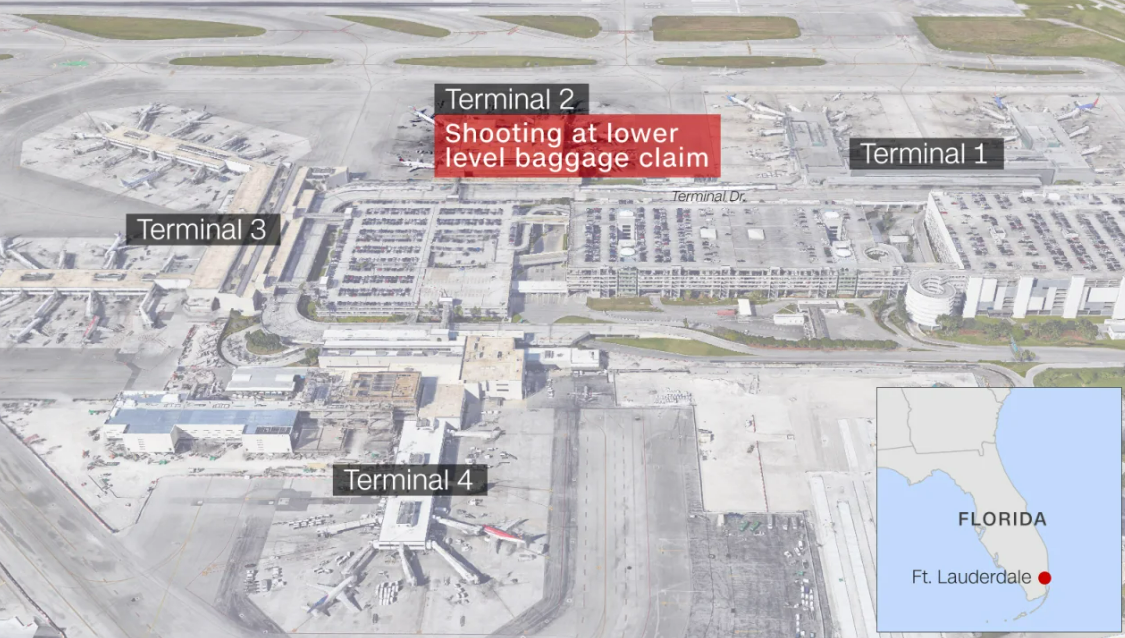 Terminal 2
Shooting at lower
level baggage claim
Terminal 1
Terminal Dr.
Terminal 3
Terminal 4
FLORIDA
Ft. Lauderdale